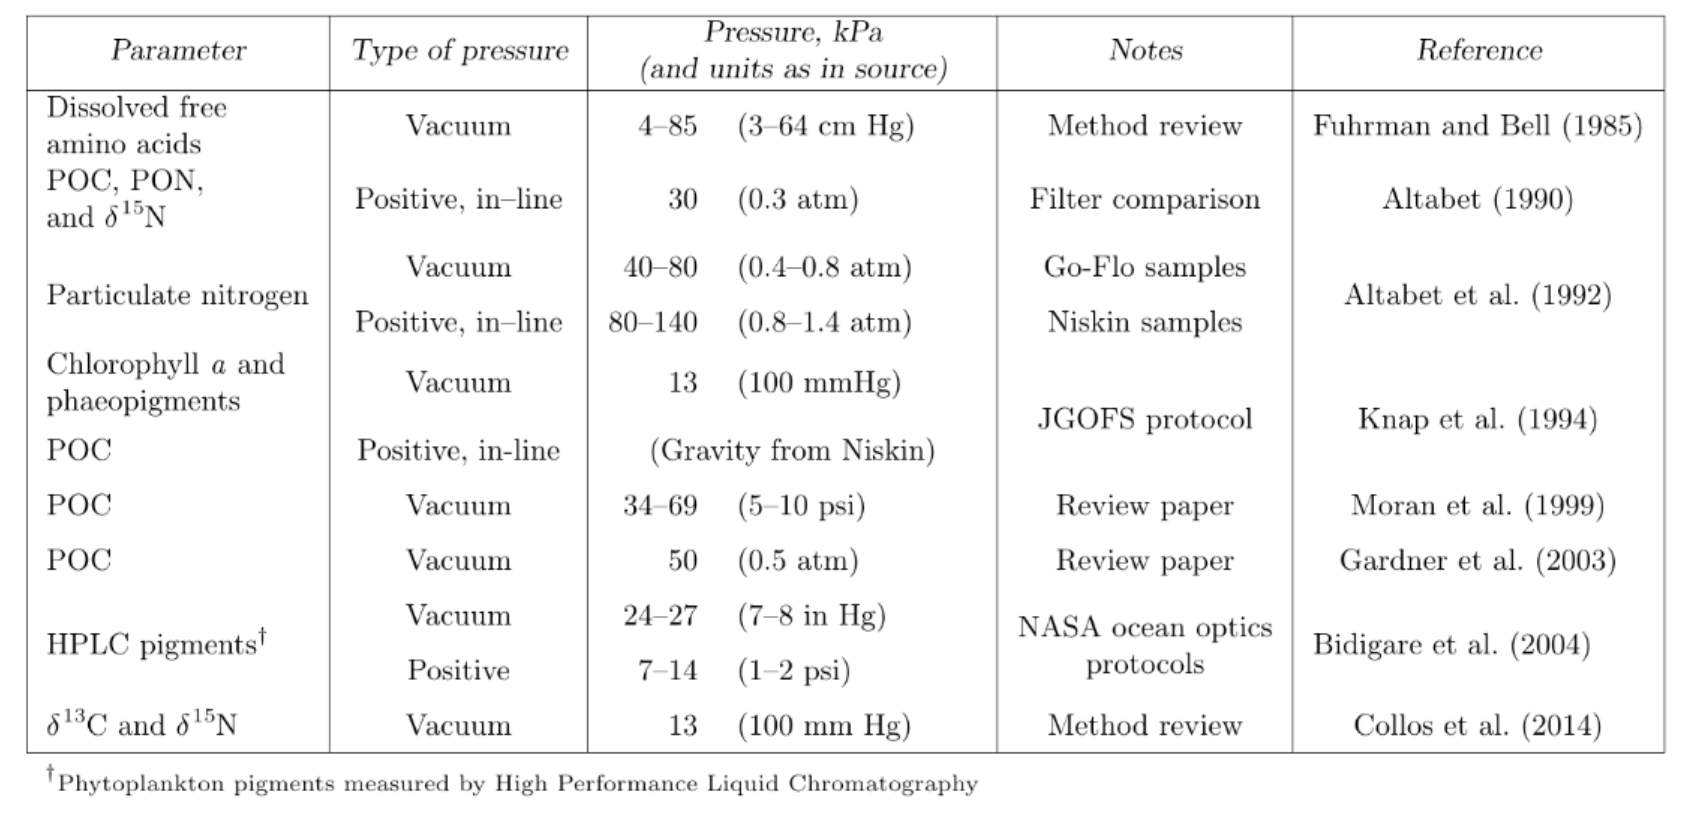 Parameter Type of pressure Pressure, kPa (and units as in source) Notes Reference
Dissolved free amino acids Vacuum 4–85 (3–64 cm Hg) Method review Fuhrman and Bell (1985)
POC, PON, and δ¹⁵N Positive, in–line 30 (0.3 atm) Filter comparison Altabet (1990)
Particulate nitrogen Vacuum 40–80 (0.4–0.8 atm) Go-Flo samples Altabet et al. (1992)
Positive, in–line 80–140 (0.8–1.4 atm) Niskin samples
Chlorophyll a and phaeopigments Vacuum 13 (100 mmHg) JGOFS protocol Knap et al. (1994)
POC Positive, in-line (Gravity from Niskin)
POC Vacuum 34–69 (5–10 psi) Review paper Moran et al. (1999)
POC Vacuum 50 (0.5 atm) Review paper Gardner et al. (2003)
HPLC pigments† Vacuum 24–27 (7–8 in Hg) NASA ocean optics protocols Bidigare et al. (2004)
Positive 7–14 (1–2 psi)
δ¹³C and δ¹⁵N Vacuum 13 (100 mm Hg) Method review Collos et al. (2014)
†Phytoplankton pigments measured by High Performance Liquid Chromatography